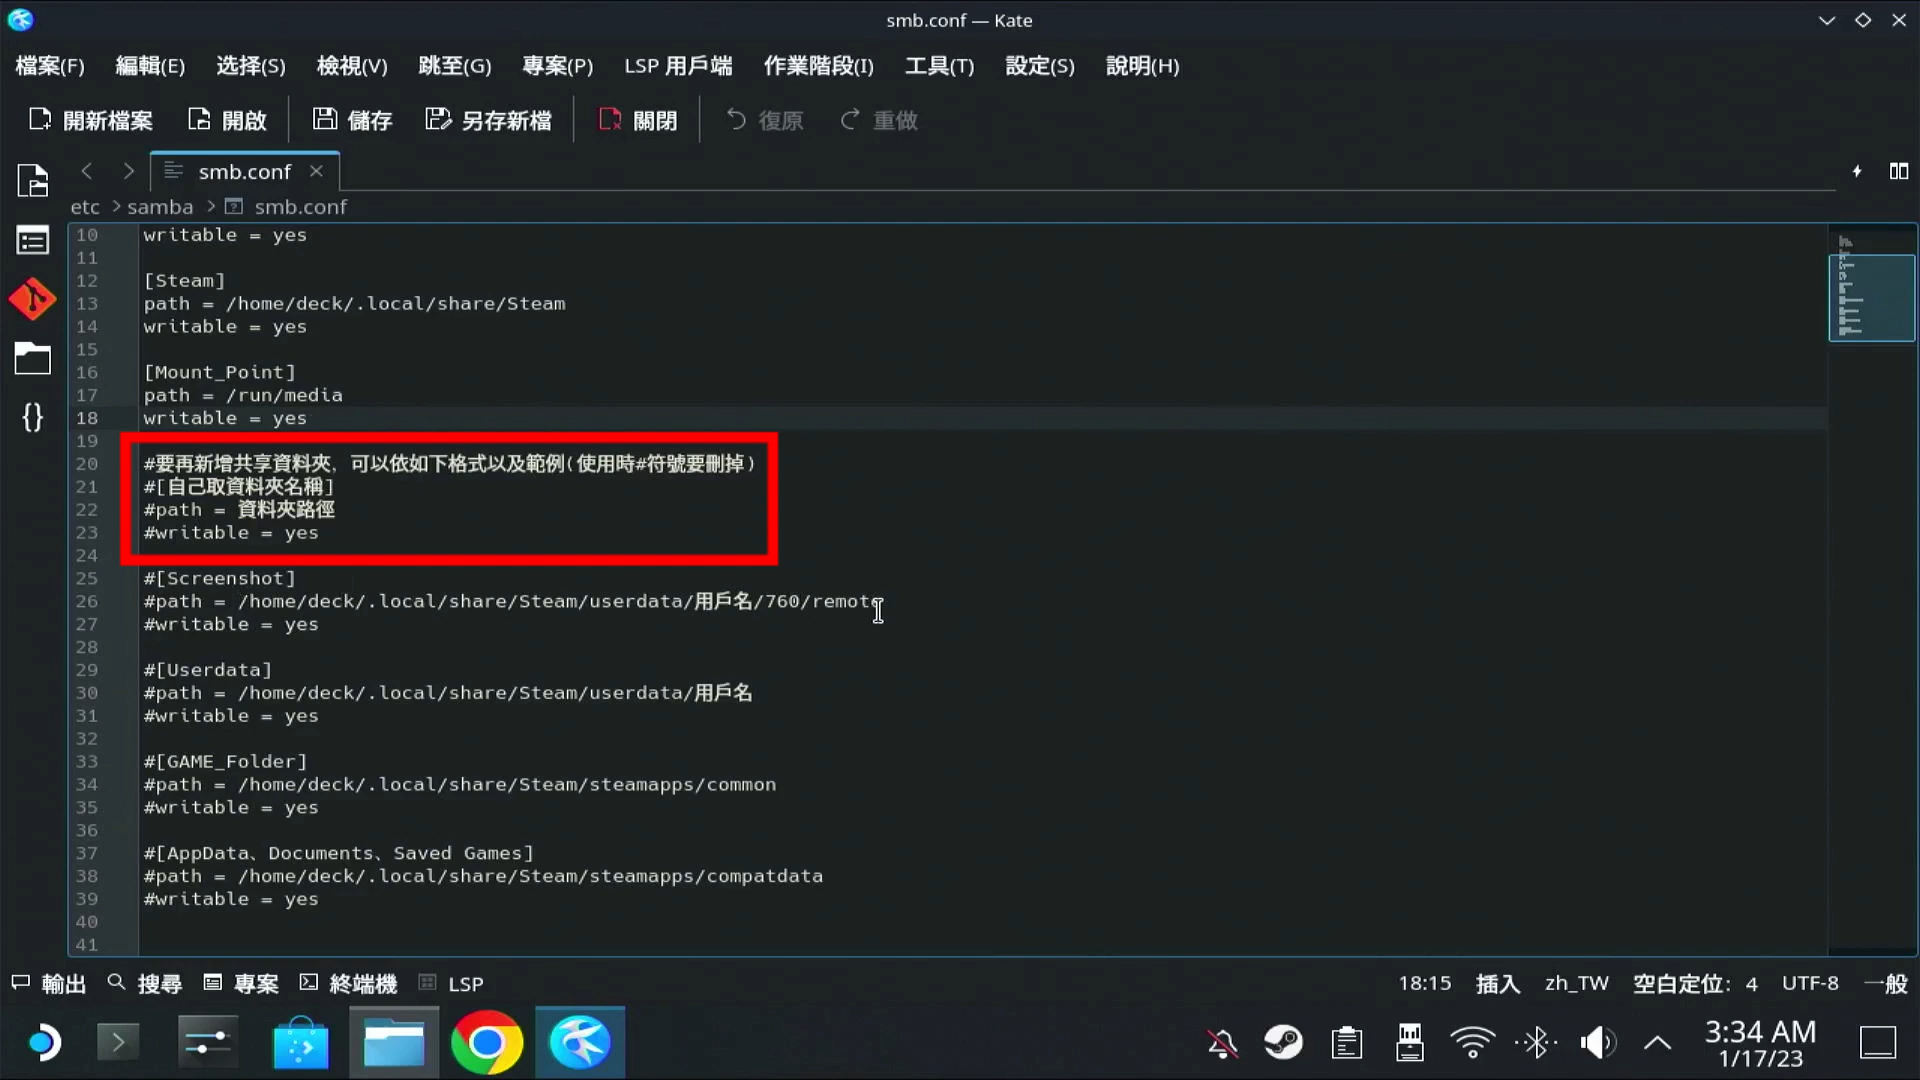 smb.conf — Kate
檔案(F) 編輯(E) 选择(S) 檢視(V) 跳至(G) 專案(P) LSP 用戶端 作業階段(I) 工具(T) 設定(S) 說明(H)
開新檔案 開啟 儲存 另存新檔 關閉 復原 重做
smb.conf
etc > samba > smb.conf
10 writable = yes
11
12 [Steam]
13 path = /home/deck/.local/share/Steam
14 writable = yes
15
16 [Mount_Point]
17 path = /run/media
18 writable = yes
19
20 #要再新增共享資料夾, 可以依如下格式以及範例(使用時#符號要刪掉)
21 #[自己取資料夾名稱]
22 #path = 資料夾路徑
23 #writable = yes
24
25 #[Screenshot]
26 #path = /home/deck/.local/share/Steam/userdata/用戶名/760/remote
27 #writable = yes
28
29 #[Userdata]
30 #path = /home/deck/.local/share/Steam/userdata/用戶名
31 #writable = yes
32
33 #[GAME_Folder]
34 #path = /home/deck/.local/share/Steam/steamapps/common
35 #writable = yes
36
37 #[AppData、Documents、Saved Games]
38 #path = /home/deck/.local/share/Steam/steamapps/compatdata
39 #writable = yes
40
41
輸出 搜尋 專案 終端機 LSP 18:15 插入 zh_TW 空白定位: 4 UTF-8 一般
3:34 AM
1/17/23